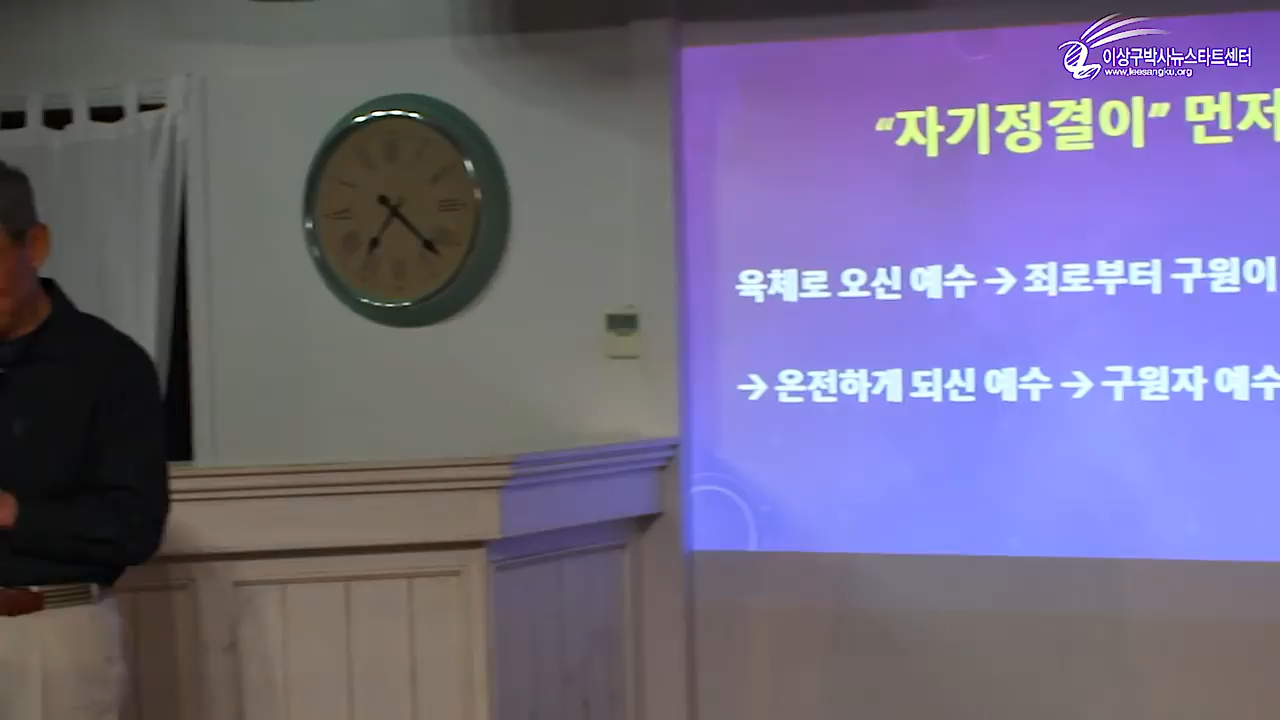 이상구박사뉴스타트센터
www.leesangku.org
“자기정결이” 먼저
육체로 오신 예수 → 죄로부터 구원이
→ 온전하게 되신 예수 → 구원자 예수